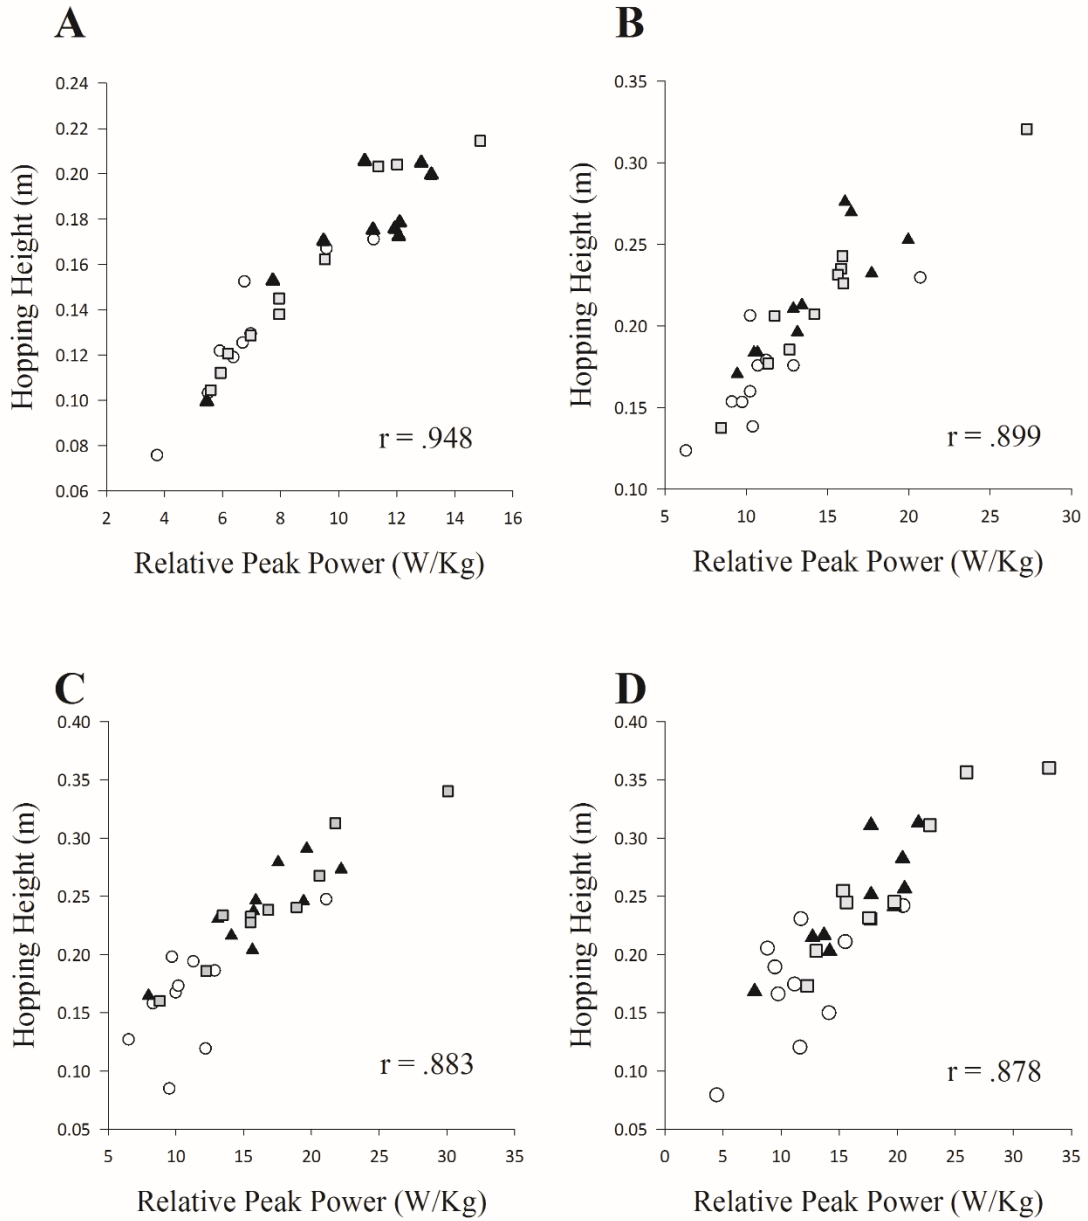 A
0.24
0.22
0.20
0.18
0.16
0.14
0.12
0.10
0.08
0.06
Hopping Height (m)
r = .948
2 4 6 8 10 12 14 16
Relative Peak Power (W/Kg)
B
0.35
0.30
0.25
0.20
0.15
0.10
Hopping Height (m)
r = .899
5 10 15 20 25 30
Relative Peak Power (W/Kg)
C
0.40
0.35
0.30
0.25
0.20
0.15
0.10
0.05
Hopping Height (m)
r = .883
5 10 15 20 25 30 35
Relative Peak Power (W/Kg)
D
0.40
0.35
0.30
0.25
0.20
0.15
0.10
0.05
Hopping Height (m)
r = .878
0 5 10 15 20 25 30 35
Relative Peak Power (W/Kg)